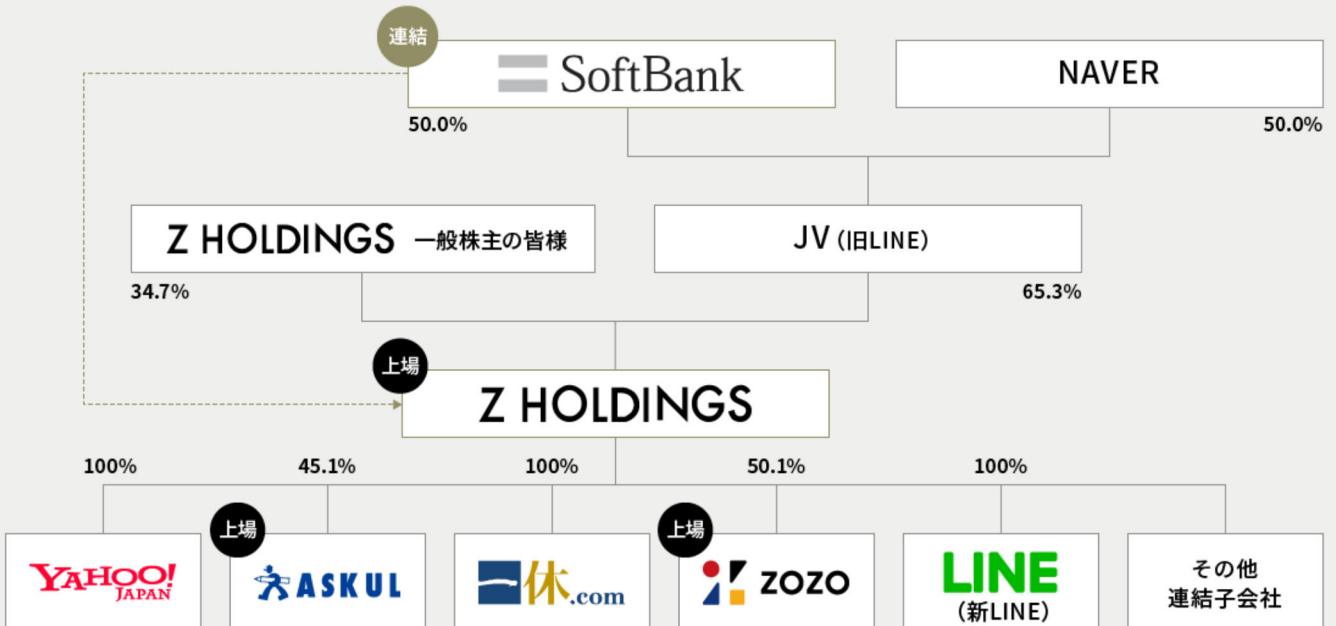 連結
SoftBank
NAVER
50.0%
50.0%
Z HOLDINGS 一般株主の皆様
JV(旧LINE)
34.7%
65.3%
上場
Z HOLDINGS
100%
45.1%
100%
50.1%
100%
上場
上場
YAHOO!
JAPAN
ASKUL
一休.com
ZOZO
LINE
(新LINE)
その他
連結子会社